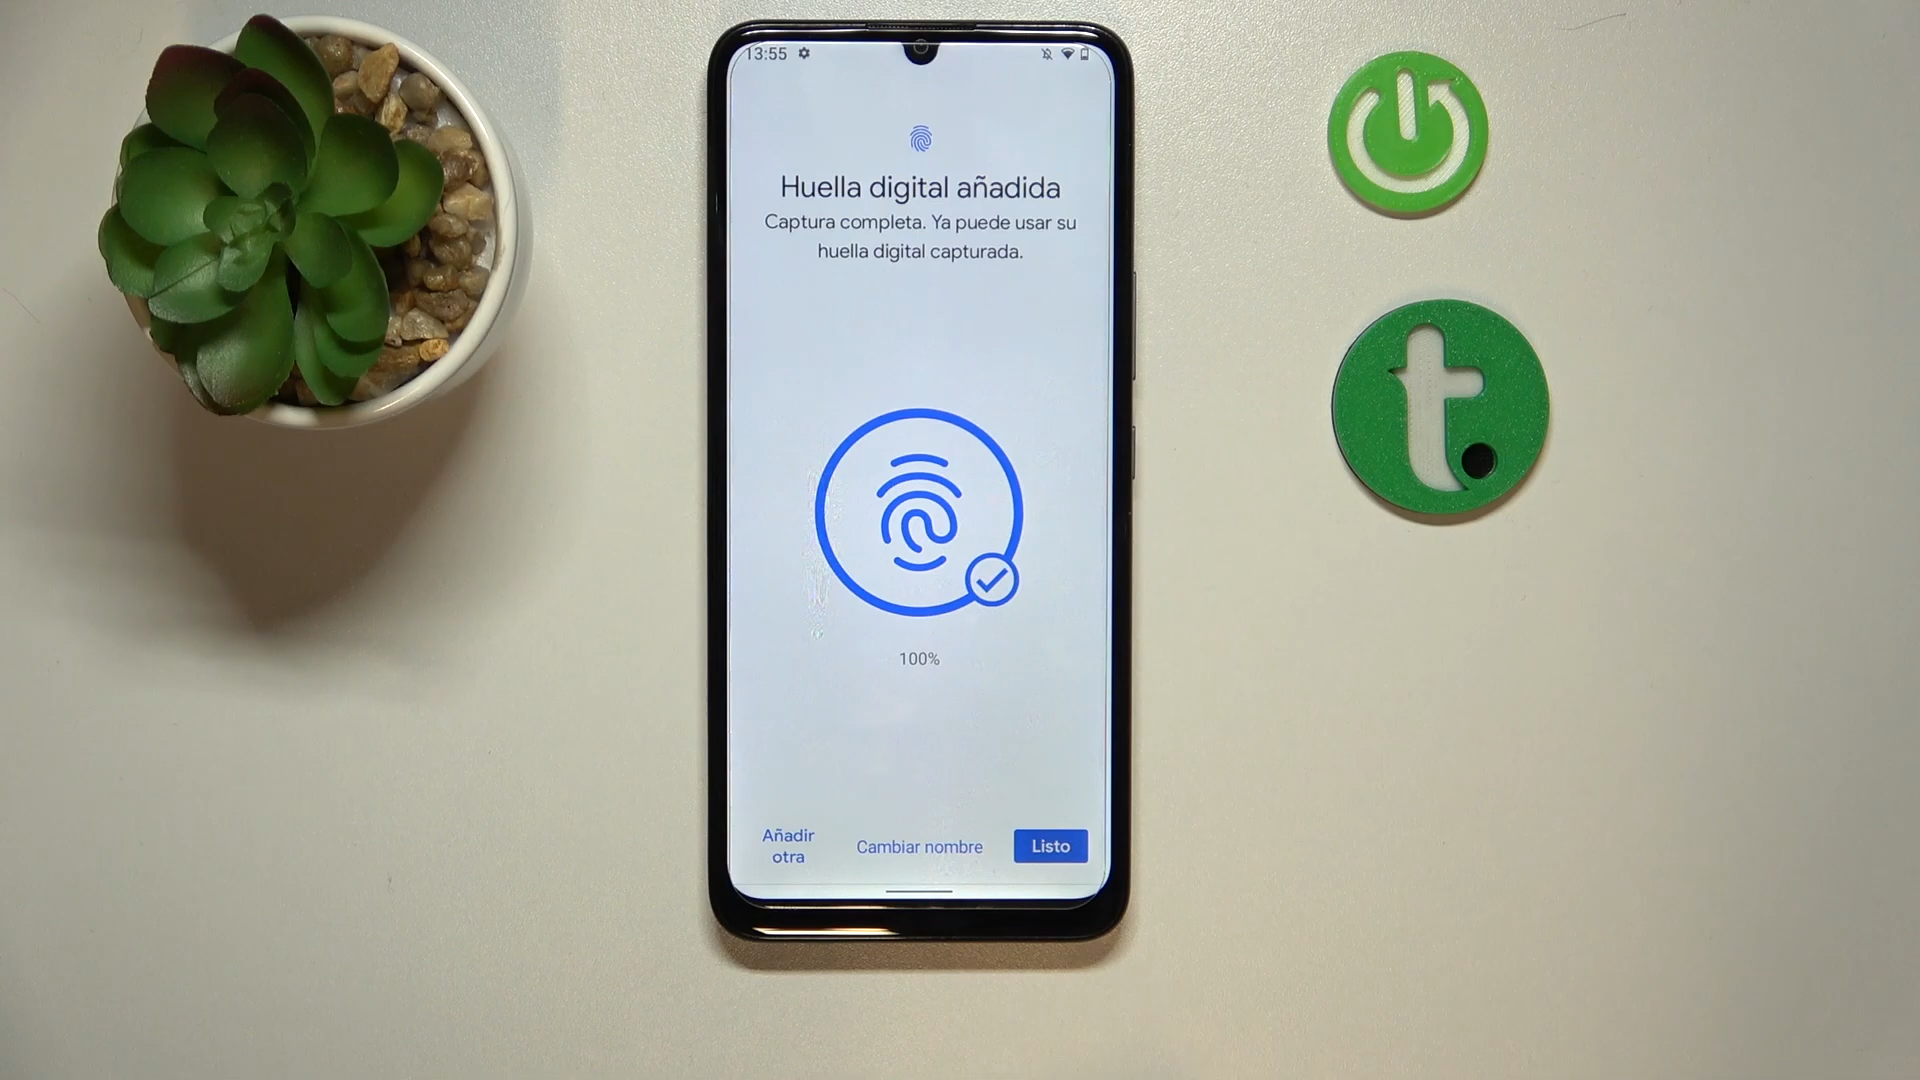 13:55
Huella digital añadida
Captura completa. Ya puede usar su
huella digital capturada.
100%
Añadir
otra
Cambiar nombre
Listo
t.